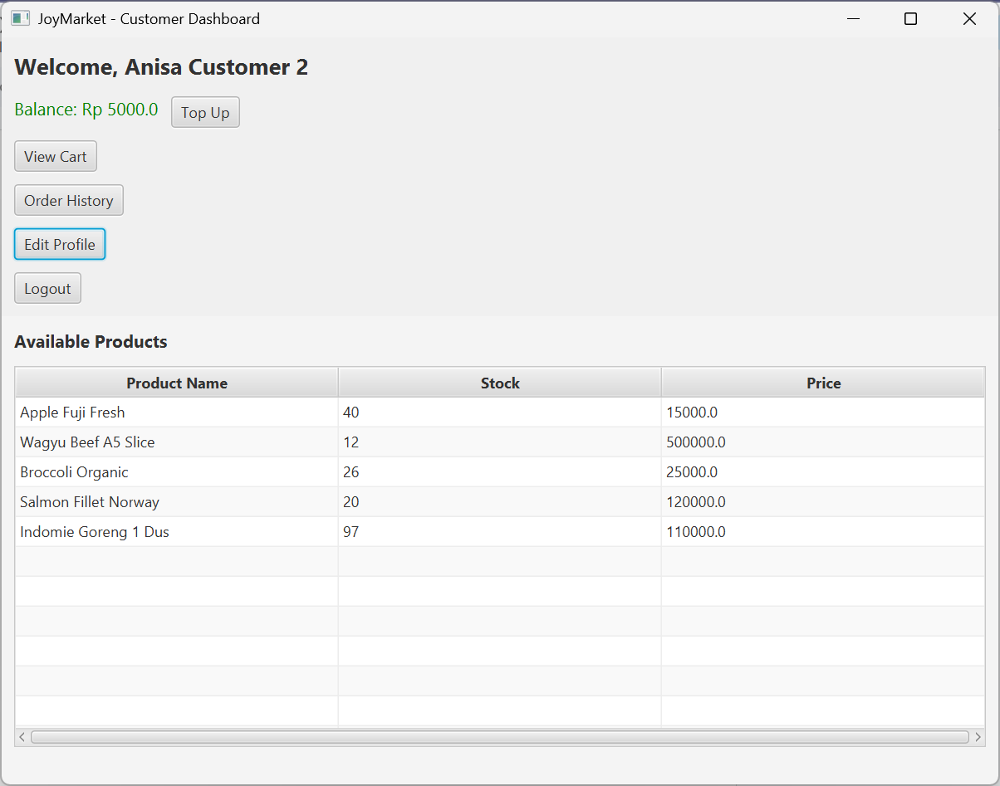 JoyMarket - Customer Dashboard
Welcome, Anisa Customer 2
Balance: Rp 5000.0 Top Up
View Cart
Order History
Edit Profile
Logout
Available Products
Product Name Stock Price
Apple Fuji Fresh 40 15000.0
Wagyu Beef A5 Slice 12 500000.0
Broccoli Organic 26 25000.0
Salmon Fillet Norway 20 120000.0
Indomie Goreng 1 Dus 97 110000.0